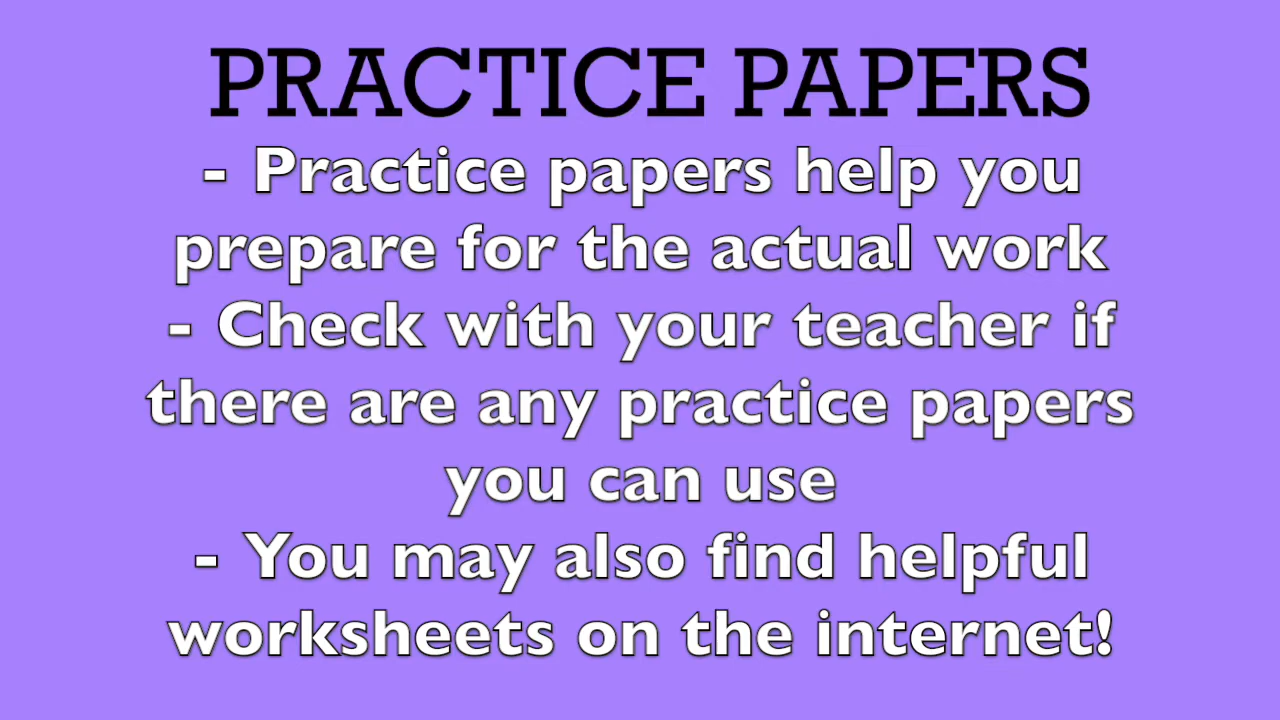 PRACTICE PAPERS
- Practice papers help you
prepare for the actual work
- Check with your teacher if
there are any practice papers
you can use
- You may also find helpful
worksheets on the internet!